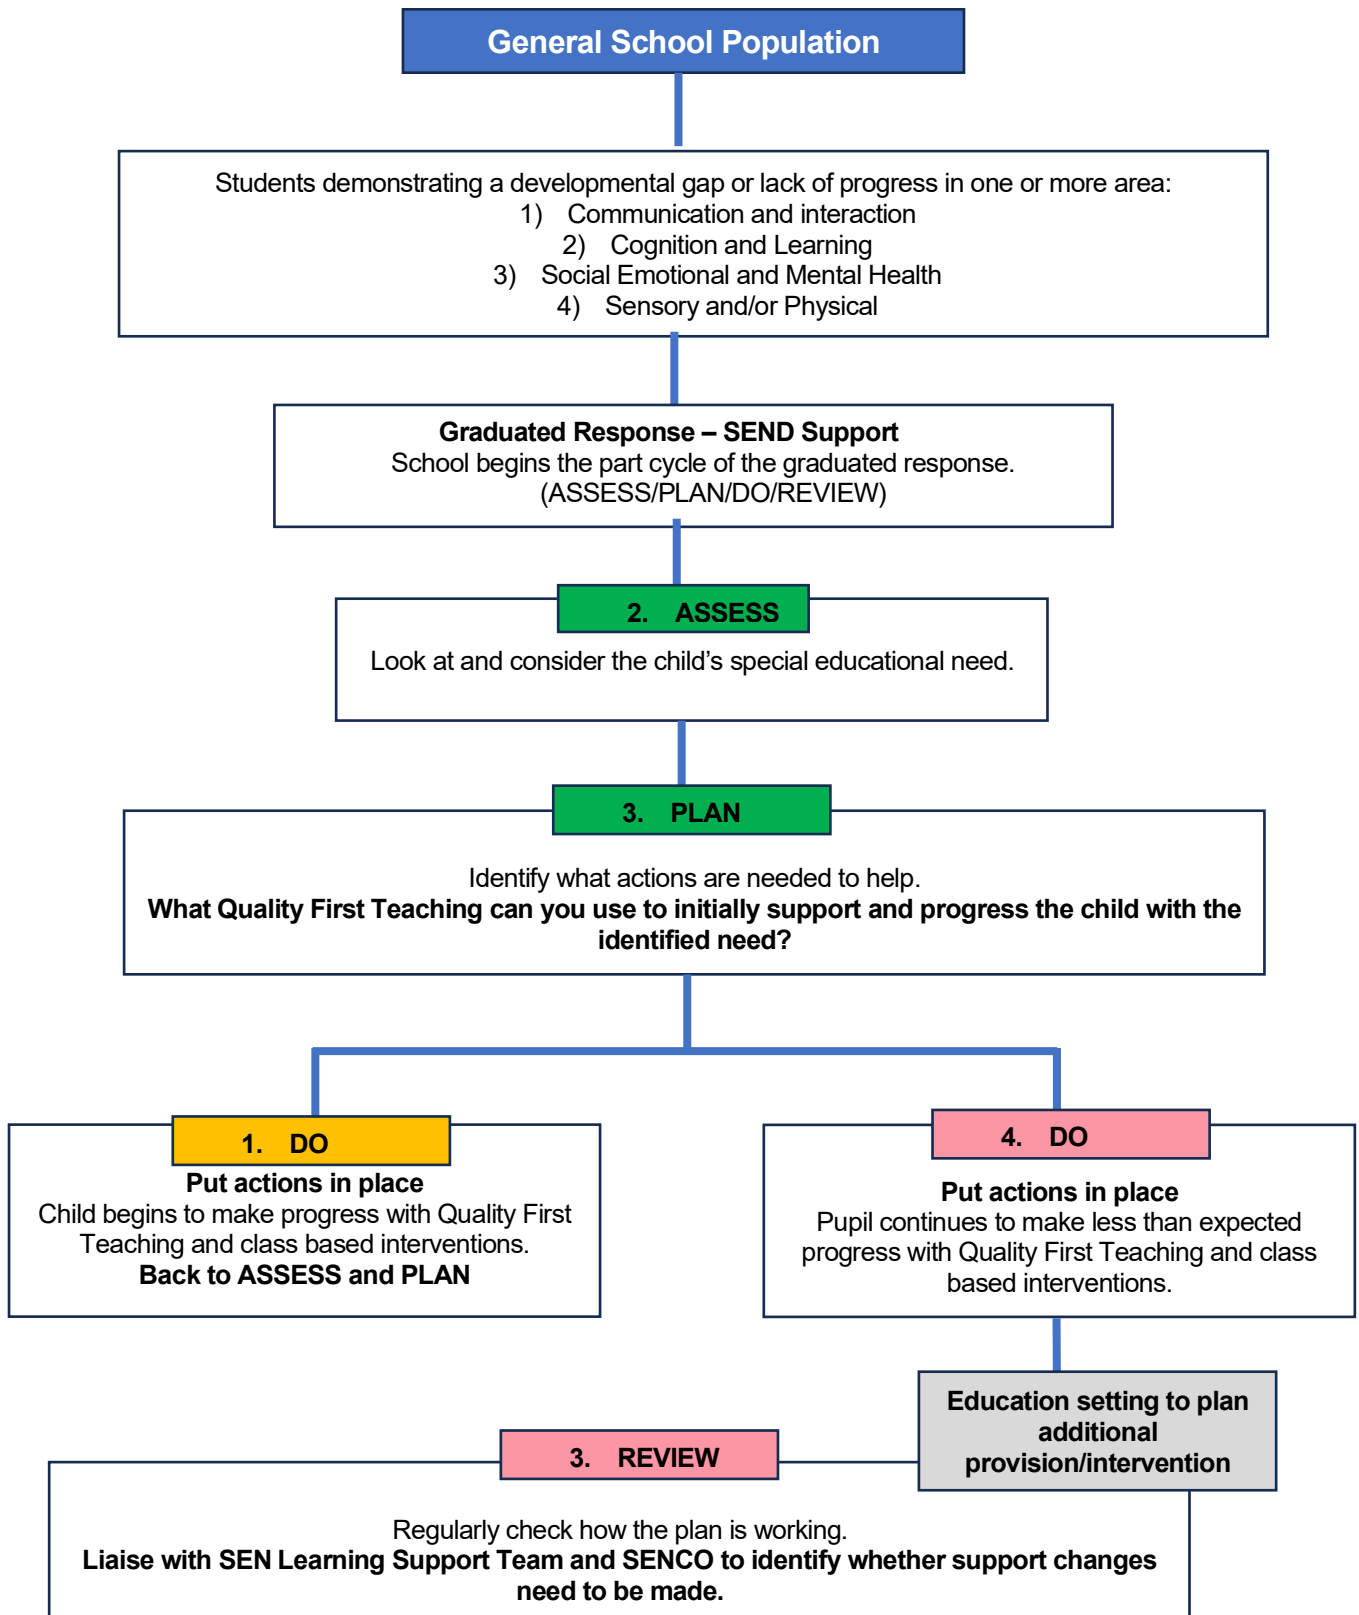 General School Population
Students demonstrating a developmental gap or lack of progress in one or more area:
1) Communication and interaction
2) Cognition and Learning
3) Social Emotional and Mental Health
4) Sensory and/or Physical
Graduated Response – SEND Support
School begins the part cycle of the graduated response.
(ASSESS/PLAN/DO/REVIEW)
2. ASSESS
Look at and consider the child’s special educational need.
3. PLAN
Identify what actions are needed to help.
What Quality First Teaching can you use to initially support and progress the child with the
identified need?
1. DO
Put actions in place
Child begins to make progress with Quality First
Teaching and class based interventions.
Back to ASSESS and PLAN
4. DO
Put actions in place
Pupil continues to make less than expected
progress with Quality First Teaching and class
based interventions.
Education setting to plan
additional
provision/intervention
3. REVIEW
Regularly check how the plan is working.
Liaise with SEN Learning Support Team and SENCO to identify whether support changes
need to be made.